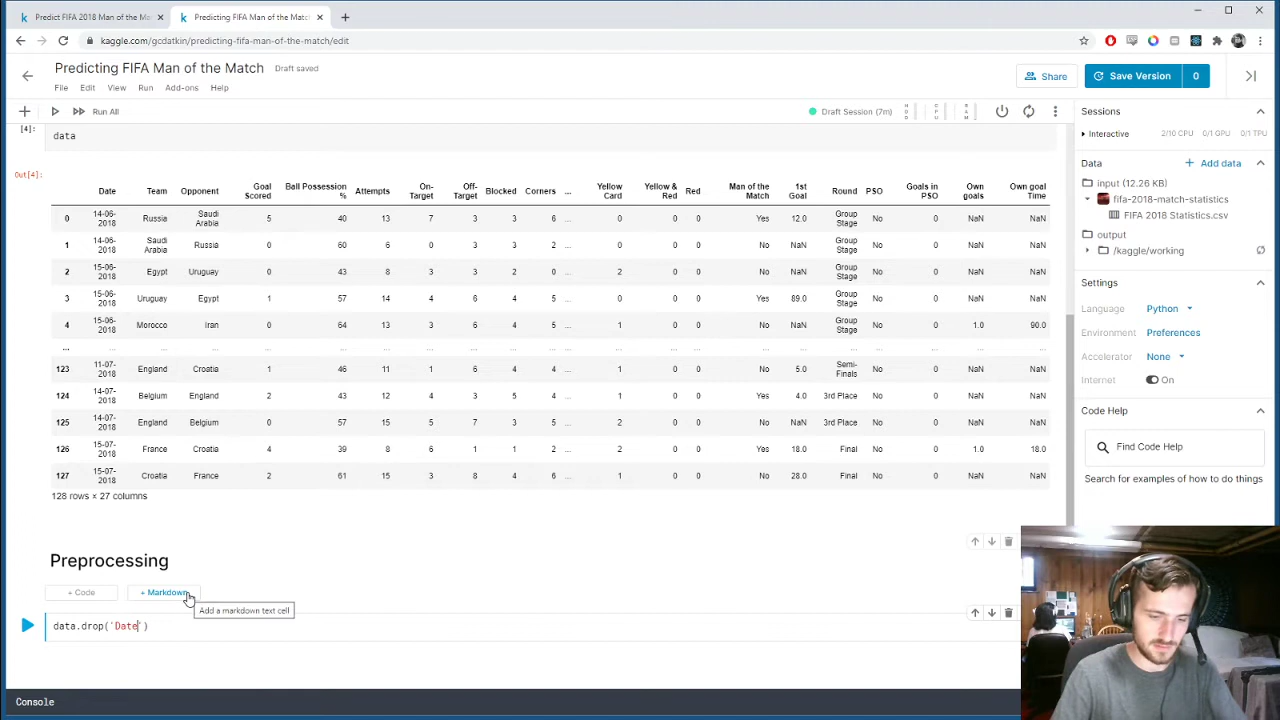 Predict FIFA 2018 Man of the Ma
Predicting FIFA Man of the Matc
kaggle.com/gcdatkin/predicting-fifa-man-of-the-match/edit
Predicting FIFA Man of the Match Draft saved
Share
Save Version 0
File Edit View Run Add-ons Help
Run All
Draft Session (7m)
[4]: data
Out[4]:
Date Team Opponent Goal Scored Ball Possession % Attempts On-Target Off-Target Blocked Corners ... Yellow Card Yellow & Red Red Man of the Match 1st Goal Round PSO Goals in PSO Own goals Own goal Time
0 14-06-2018 Russia Saudi Arabia 5 40 13 7 3 3 6 ... 0 0 0 Yes 12.0 Group Stage No 0 NaN NaN
1 14-06-2018 Saudi Arabia Russia 0 60 6 0 3 3 2 ... 0 0 0 No NaN Group Stage No 0 NaN NaN
2 15-06-2018 Egypt Uruguay 0 43 8 3 3 2 0 ... 2 0 0 No NaN Group Stage No 0 NaN NaN
3 15-06-2018 Uruguay Egypt 1 57 14 4 6 4 5 ... 0 0 0 Yes 89.0 Group Stage No 0 NaN NaN
4 15-06-2018 Morocco Iran 0 64 13 3 6 4 5 ... 1 0 0 No NaN Group Stage No 0 1.0 90.0
... ... ... ... ... ... ... ... ... ... ... ... ... ... ... ... ... ... ... ... ... ...
123 11-07-2018 England Croatia 1 46 11 1 6 4 4 ... 1 0 0 No 5.0 Semi-Finals No 0 NaN NaN
124 14-07-2018 Belgium England 2 43 12 4 3 5 4 ... 1 0 0 Yes 4.0 3rd Place No 0 NaN NaN
125 14-07-2018 England Belgium 0 57 15 5 7 3 5 ... 2 0 0 No NaN 3rd Place No 0 NaN NaN
126 15-07-2018 France Croatia 4 39 8 6 1 1 2 ... 2 0 0 Yes 18.0 Final No 0 1.0 18.0
127 15-07-2018 Croatia France 2 61 15 3 8 4 6 ... 1 0 0 No 28.0 Final No 0 NaN NaN
128 rows × 27 columns
Preprocessing
+ Code + Markdown
Add a markdown text cell
data.drop('Date')
Console
Sessions
Interactive 2/10 CPU 0/1 GPU 0/1 TPU
Data + Add data
input (12.26 KB)
fifa-2018-match-statistics
FIFA 2018 Statistics.csv
output
/kaggle/working
Settings
Language Python
Environment Preferences
Accelerator None
Internet On
Code Help
Find Code Help
Search for examples of how to do things